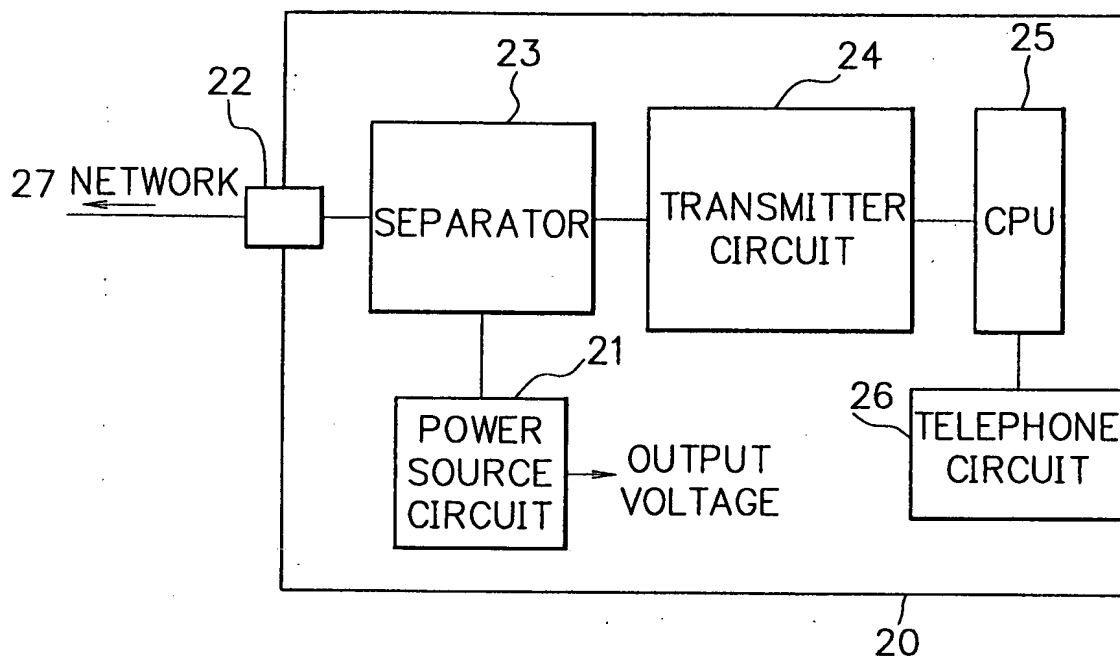 23
24
25
22
27 NETWORK
SEPARATOR
TRANSMITTER
CIRCUIT
CPU
21
26
POWER
SOURCE
CIRCUIT
OUTPUT
VOLTAGE
TELEPHONE
CIRCUIT
20